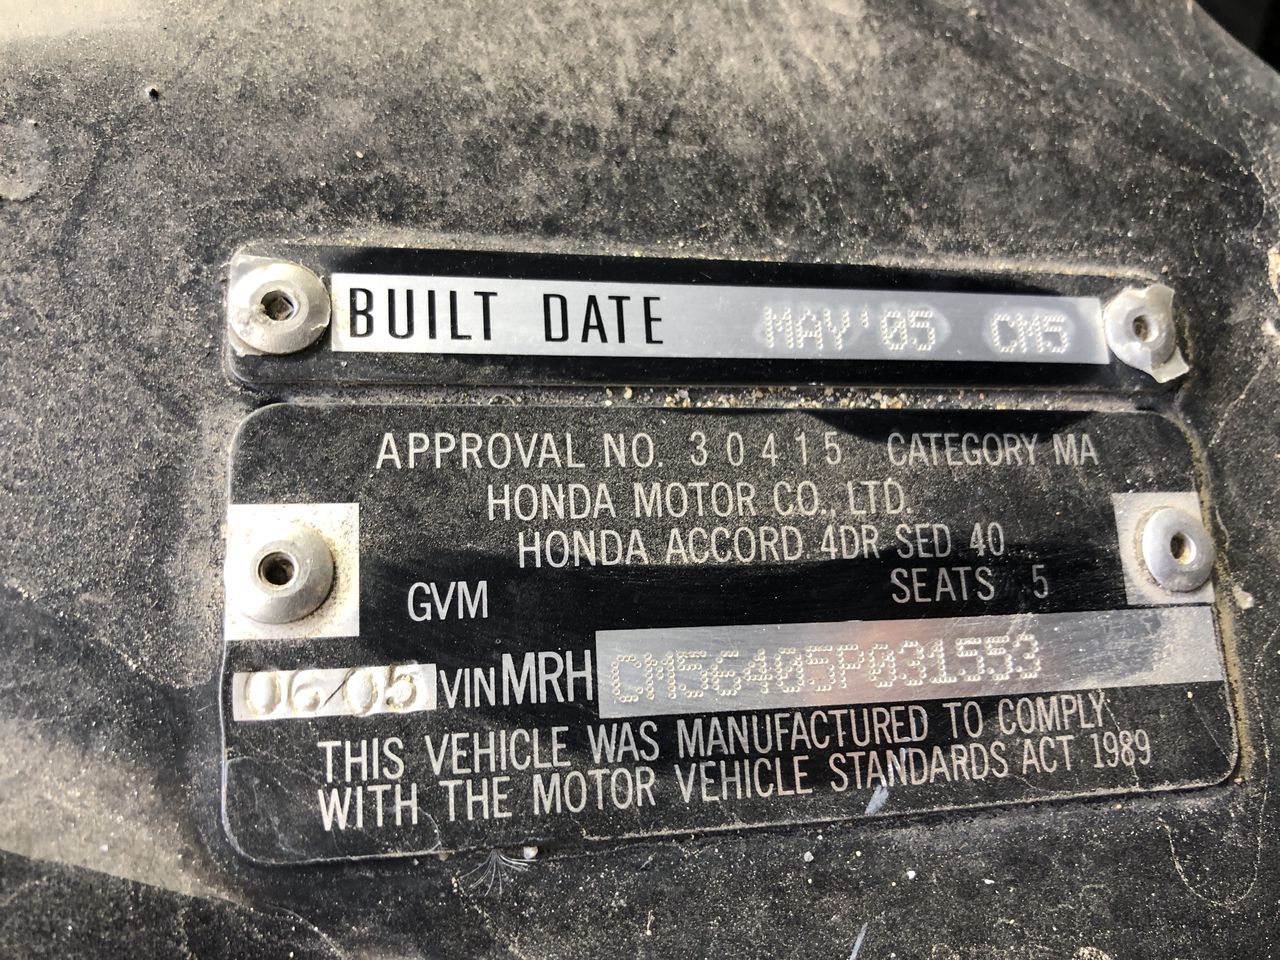 BUILT DATE MAY'05 CM5
APPROVAL NO. 30415 CATEGORY MA
HONDA MOTOR CO., LTD.
HONDA ACCORD 4DR SED 40
GVM SEATS 5
06/05 VIN MRH CM56405P031553
THIS VEHICLE WAS MANUFACTURED TO COMPLY
WITH THE MOTOR VEHICLE STANDARDS ACT 1989